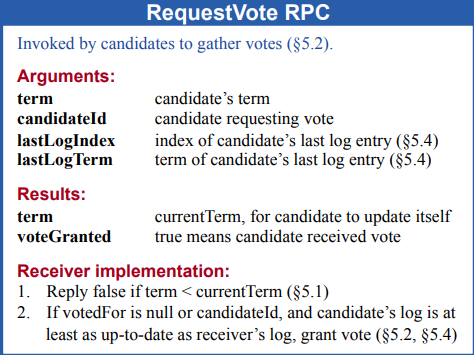 RequestVote RPC
Invoked by candidates to gather votes (§5.2).
Arguments:
term candidate’s term
candidateId candidate requesting vote
lastLogIndex index of candidate’s last log entry (§5.4)
lastLogTerm term of candidate’s last log entry (§5.4)
Results:
term currentTerm, for candidate to update itself
voteGranted true means candidate received vote
Receiver implementation:
1. Reply false if term < currentTerm (§5.1)
2. If votedFor is null or candidateId, and candidate’s log is at
least as up-to-date as receiver’s log, grant vote (§5.2, §5.4)